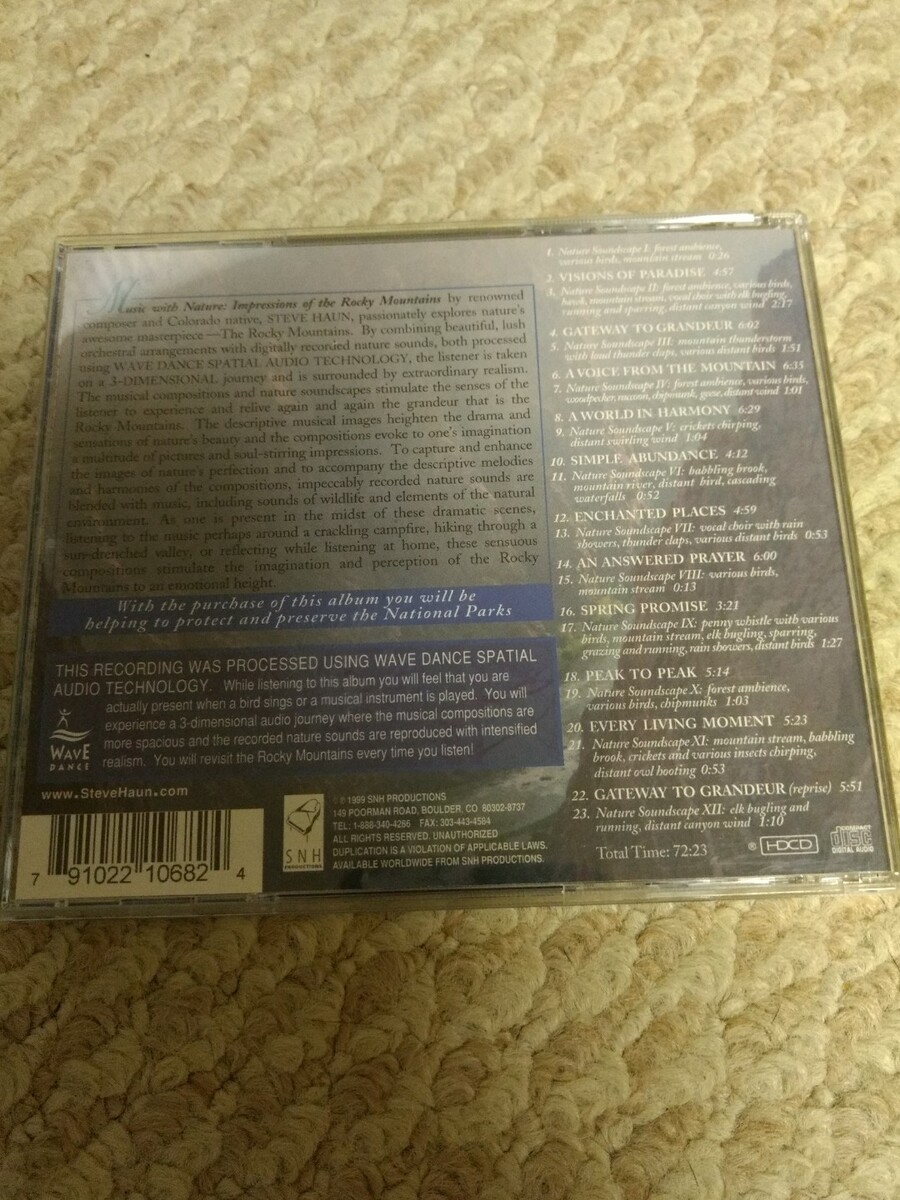 Music with Nature: Impressions of the Rocky Mountains by renowned
composer and Colorado native, STEVE HAUN, passionately explores nature's
awesome masterpiece—The Rocky Mountains. By combining beautiful, lush
orchestral arrangements with digitally recorded nature sounds, both processed
using WAVE DANCE SPATIAL AUDIO TECHNOLOGY, the listener is taken
on a 3-DIMENSIONAL journey and is surrounded by extraordinary realism.
The musical compositions and nature soundscapes stimulate the senses of the
listener to experience and relive again and again the grandeur that is the
Rocky Mountains. The descriptive musical images heighten the drama and
sensations of nature's beauty and the compositions evoke to one's imagination
a multitude of pictures and soul-stirring impressions. To capture and enhance
the images of nature's perfection and to accompany the descriptive melodies
and harmonies of the compositions, impeccably recorded nature sounds are
blended with music, including sounds of wildlife and elements of the natural
environment. As one is present in the midst of these dramatic scenes,
listening to the music perhaps around a crackling campfire, hiking through a
sun-drenched valley, or reflecting while listening at home, these sensuous
compositions stimulate the imagination and perception of the Rocky
Mountains to an emotional height.
With the purchase of this album you will be
helping to protect and preserve the National Parks
THIS RECORDING WAS PROCESSED USING WAVE DANCE SPATIAL
AUDIO TECHNOLOGY. While listening to this album you will feel that you are
actually present when a bird sings or a musical instrument is played. You will
experience a 3-dimensional audio journey where the musical compositions are
more spacious and the recorded nature sounds are reproduced with intensified
realism. You will revisit the Rocky Mountains every time you listen!
WAVE
DANCE
www.SteveHaun.com
7 91022 10682 4
SNH
PRODUCTIONS
℗ © 1999 SNH PRODUCTIONS
149 POORMAN ROAD, BOULDER, CO 80302-8737
TEL: 1-888-340-4266 FAX: 303-443-4584
ALL RIGHTS RESERVED. UNAUTHORIZED
DUPLICATION IS A VIOLATION OF APPLICABLE LAWS.
AVAILABLE WORLDWIDE FROM SNH PRODUCTIONS.
1. Nature Soundscape I: forest ambience,
various birds, mountain stream 0:26
2. VISIONS OF PARADISE 4:57
3. Nature Soundscape II: forest ambience, various birds,
hawk, mountain stream, vocal choir with elk bugling,
running and sparring, distant canyon wind 2:17
4. GATEWAY TO GRANDEUR 6:02
5. Nature Soundscape III: mountain thunderstorm
with loud thunder claps, various distant birds 1:51
6. A VOICE FROM THE MOUNTAIN 6:35
7. Nature Soundscape IV: forest ambience, various birds,
woodpecker, racoon, chipmunk, geese, distant wind 1:01
8. A WORLD IN HARMONY 6:29
9. Nature Soundscape V: crickets chirping,
distant swirling wind 1:04
10. SIMPLE ABUNDANCE 4:12
11. Nature Soundscape VI: babbling brook,
mountain river, distant bird, cascading
waterfalls 0:52
12. ENCHANTED PLACES 4:59
13. Nature Soundscape VII: vocal choir with rain
showers, thunder claps, various distant birds 0:53
14. AN ANSWERED PRAYER 6:00
15. Nature Soundscape VIII: various birds,
mountain stream 0:13
16. SPRING PROMISE 3:21
17. Nature Soundscape IX: penny whistle with various
birds, mountain stream, elk bugling, sparring,
grazing and running, rain showers, distant birds 1:27
18. PEAK TO PEAK 5:14
19. Nature Soundscape X: forest ambience,
various birds, chipmunks 1:03
20. EVERY LIVING MOMENT 5:23
21. Nature Soundscape XI: mountain stream, babbling
brook, crickets and various insects chirping,
distant owl hooting 0:53
22. GATEWAY TO GRANDEUR (reprise) 5:51
23. Nature Soundscape XII: elk bugling and
running, distant canyon wind 1:10
Total Time: 72:23
® HDCD
COMPACT
disc
DIGITAL AUDIO